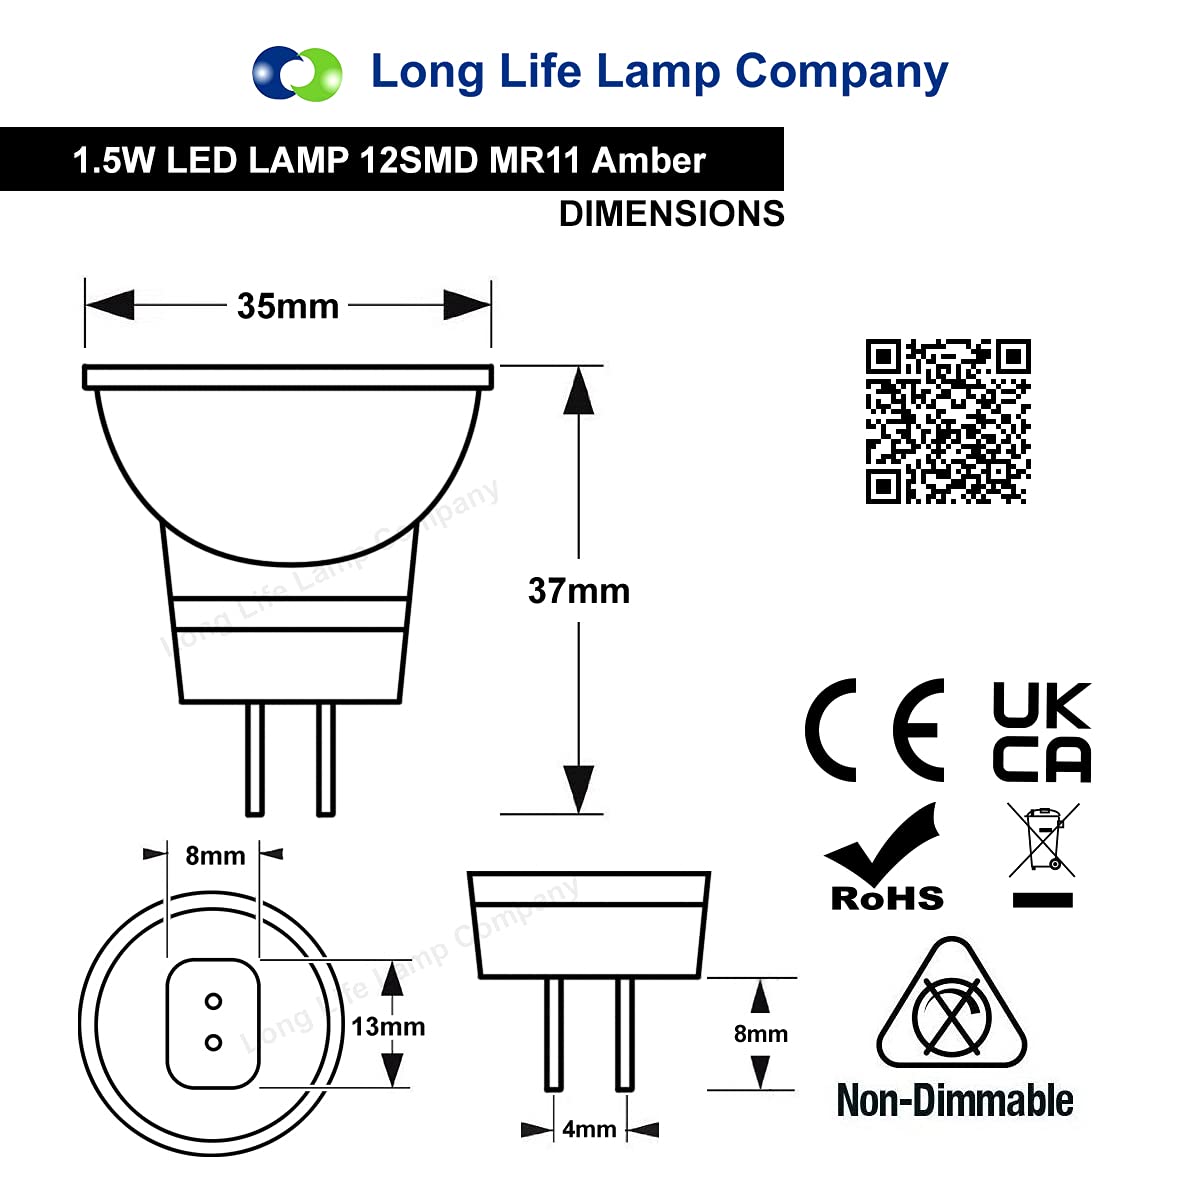 Long Life Lamp Company
1.5W LED LAMP 12SMD MR11 Amber
DIMENSIONS
35mm
37mm
Long Life Lamp Company
CE
UK
CA
RoHS
8mm
13mm
Long Life Lamp Company
8mm
4mm
Non-Dimmable